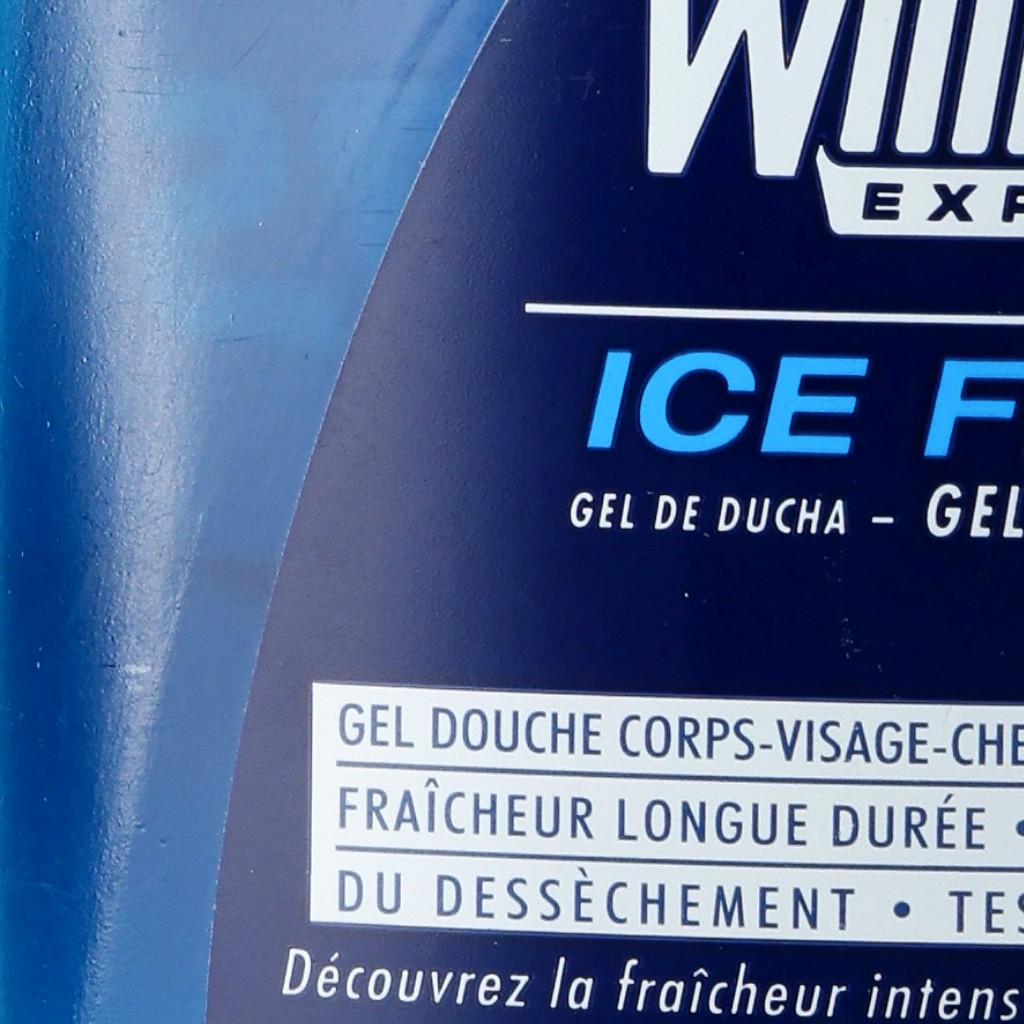 ICE
GEL DE DUCHA – GEL
GEL DOUCHE CORPS-VISAGE-CHE
FRAÎCHEUR LONGUE DURÉE •
DU DESSÈCHEMENT • TES
Découvrez la fraîcheur intens